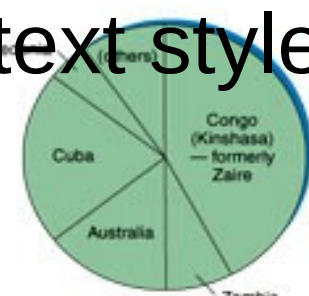 text style
(others)
Congo
(Kinshasa)
— formerly
Zaire
Cuba
Australia